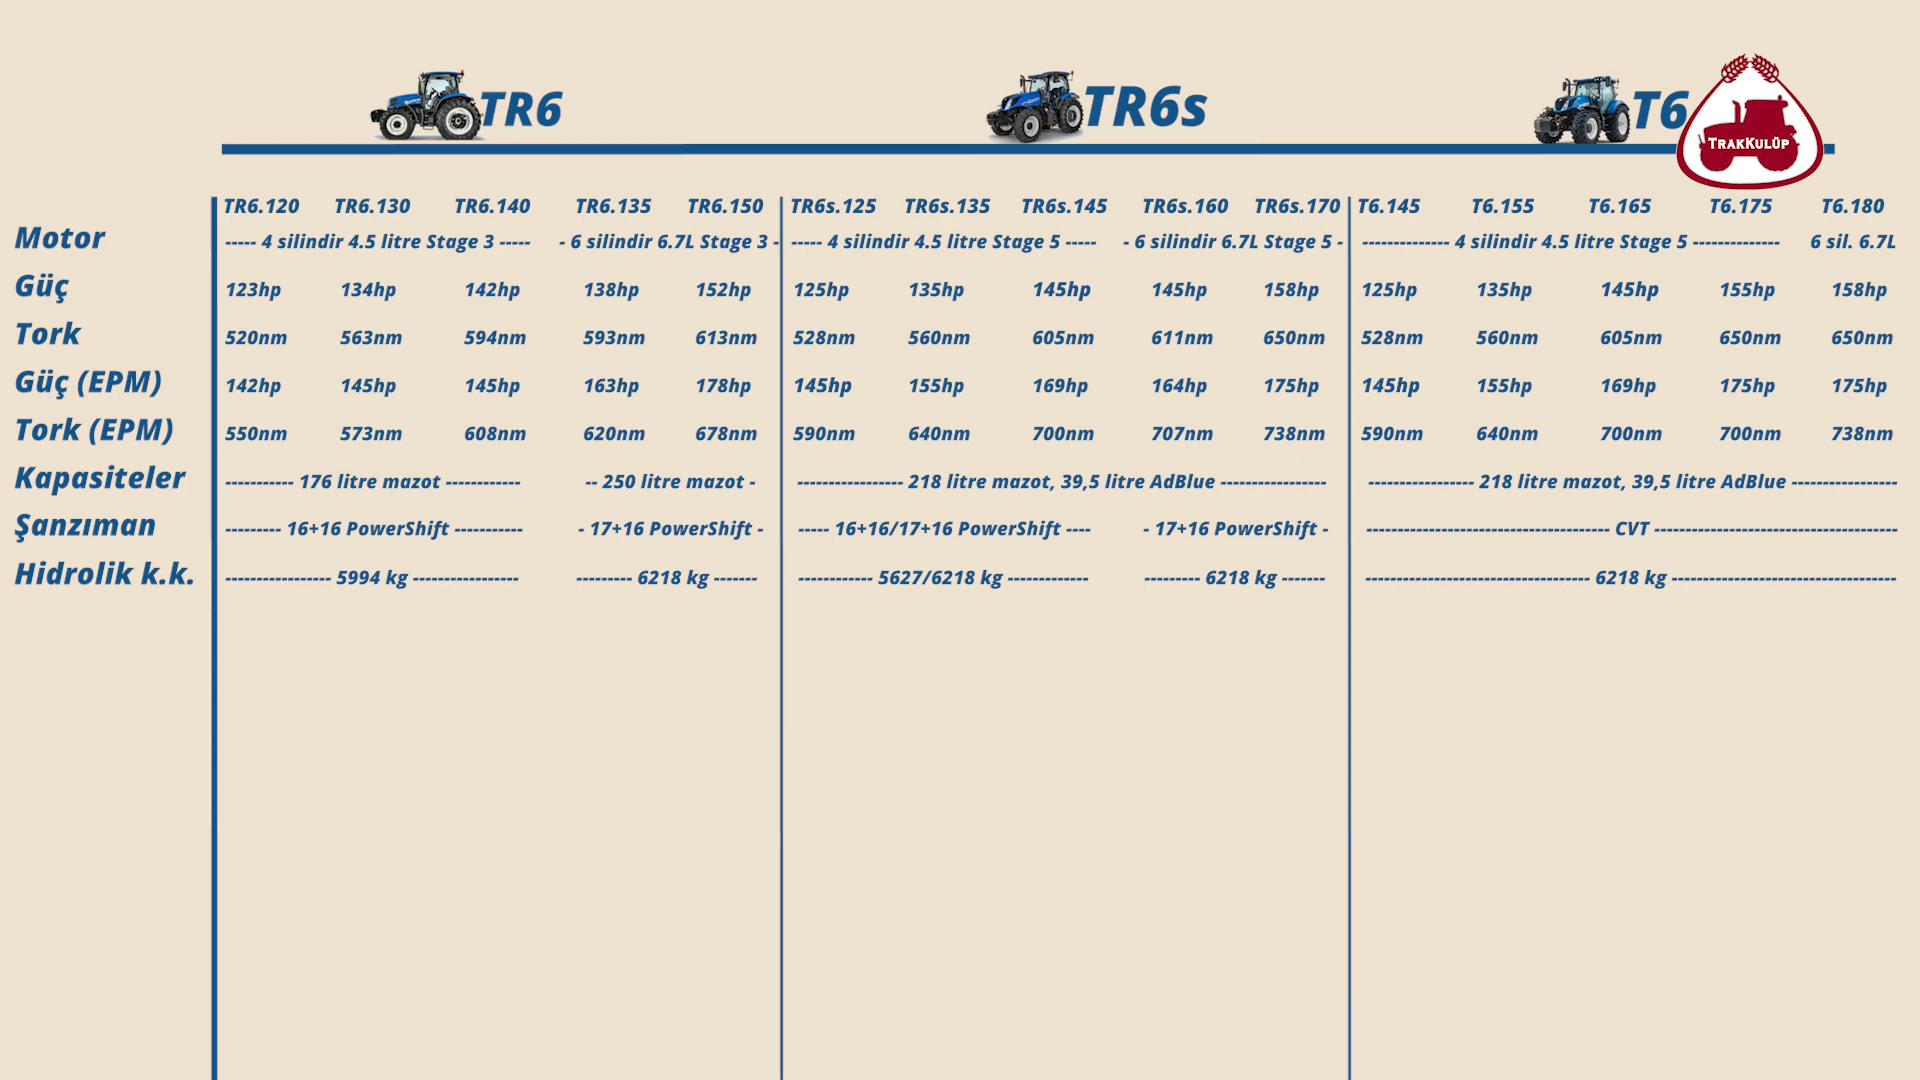 TR6 TR6s T6
TRAKKULÜP
TR6.120 TR6.130 TR6.140 TR6.135 TR6.150 TR6s.125 TR6s.135 TR6s.145 TR6s.160 TR6s.170 T6.145 T6.155 T6.165 T6.175 T6.180
Motor ----- 4 silindir 4.5 litre Stage 3 ----- - 6 silindir 6.7L Stage 3 - ----- 4 silindir 4.5 litre Stage 5 ----- - 6 silindir 6.7L Stage 5 - -------------- 4 silindir 4.5 litre Stage 5 -------------- 6 sil. 6.7L
Güç 123hp 134hp 142hp 138hp 152hp 125hp 135hp 145hp 145hp 158hp 125hp 135hp 145hp 155hp 158hp
Tork 520nm 563nm 594nm 593nm 613nm 528nm 560nm 605nm 611nm 650nm 528nm 560nm 605nm 650nm 650nm
Güç (EPM) 142hp 145hp 145hp 163hp 178hp 145hp 155hp 169hp 164hp 175hp 145hp 155hp 169hp 175hp 175hp
Tork (EPM) 550nm 573nm 608nm 620nm 678nm 590nm 640nm 700nm 707nm 738nm 590nm 640nm 700nm 700nm 738nm
Kapasiteler ----------- 176 litre mazot ------------ -- 250 litre mazot - ----------------- 218 litre mazot, 39,5 litre AdBlue ----------------- ----------------- 218 litre mazot, 39,5 litre AdBlue -----------------
Şanzıman --------- 16+16 PowerShift ----------- - 17+16 PowerShift - ----- 16+16/17+16 PowerShift ---- - 17+16 PowerShift - --------------------------------------- CVT ---------------------------------------
Hidrolik k.k. ----------------- 5994 kg ----------------- --------- 6218 kg ------- ------------ 5627/6218 kg ------------- --------- 6218 kg ------- ------------------------------------ 6218 kg ------------------------------------